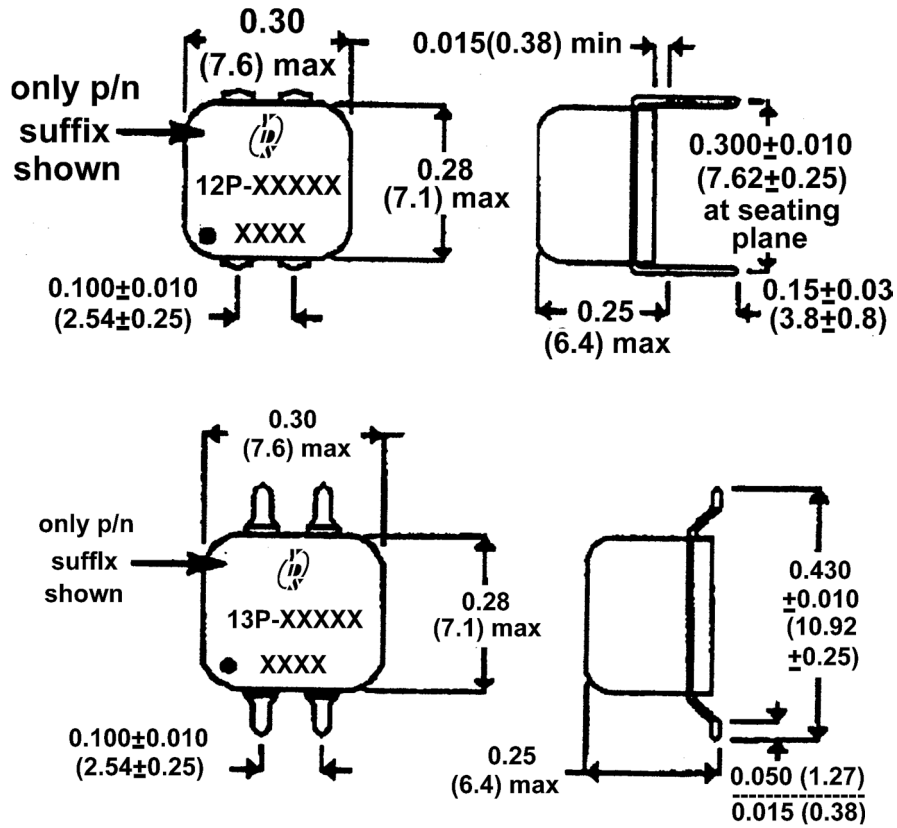 0.30
(7.6) max
0.015(0.38) min
only p/n
suffix
shown
YDS
12P-XXXXX
XXXX
0.28
(7.1) max
0.300±0.010
(7.62±0.25)
at seating
plane
0.100±0.010
(2.54±0.25)
0.25
(6.4) max
0.15±0.03
(3.8±0.8)
0.30
(7.6) max
only p/n
sufflx
shown
YDS
13P-XXXXX
XXXX
0.28
(7.1) max
0.430
±0.010
(10.92
±0.25)
0.100±0.010
(2.54±0.25)
0.25
(6.4) max
0.050 (1.27)
0.015 (0.38)